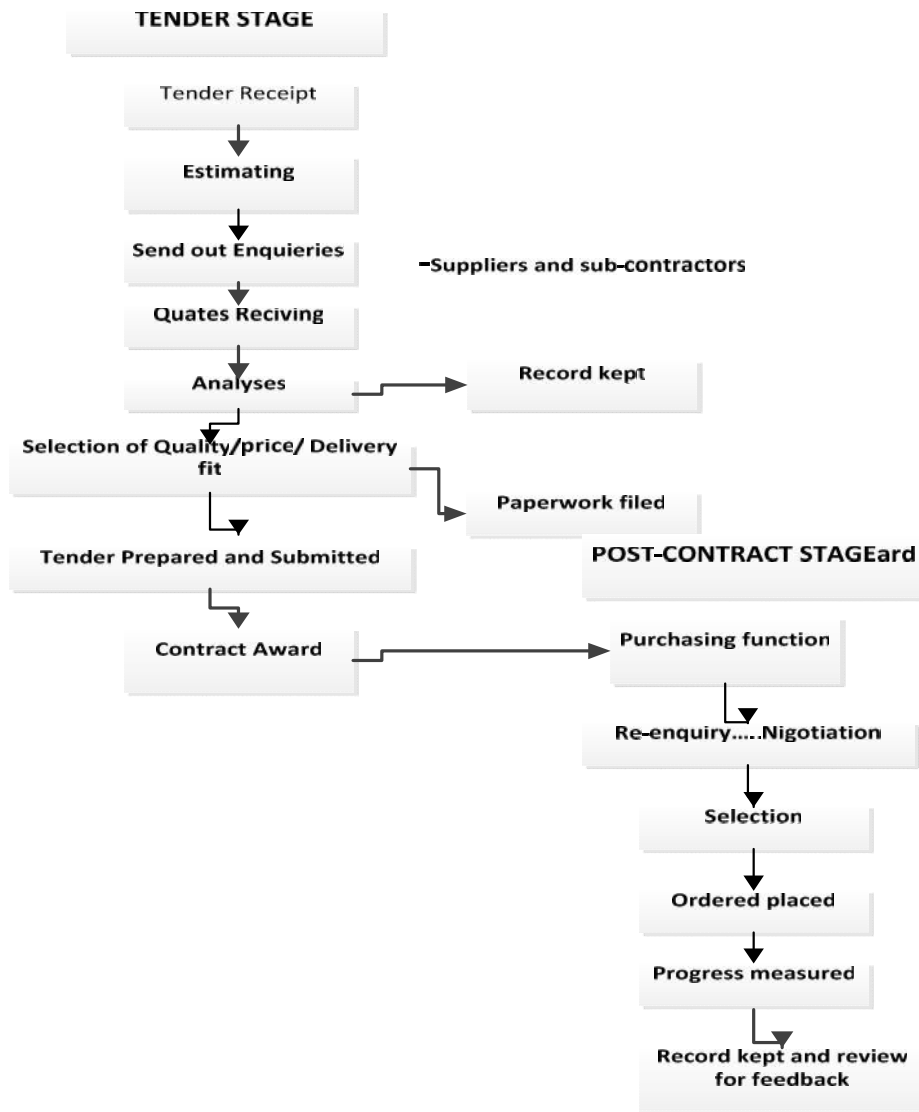 TENDER STAGE
Tender Receipt
Estimating
Send out Enquieries
-Suppliers and sub-contractors
Quates Reciving
Analyses
Record kept
Selection of Quality/price/ Delivery
fit
Paperwork filed
Tender Prepared and Submitted
Contract Award
POST-CONTRACT STAGEard
Purchasing function
Re-enquiry.....Nigotiation
Selection
Ordered placed
Progress measured
Record kept and review
for feedback